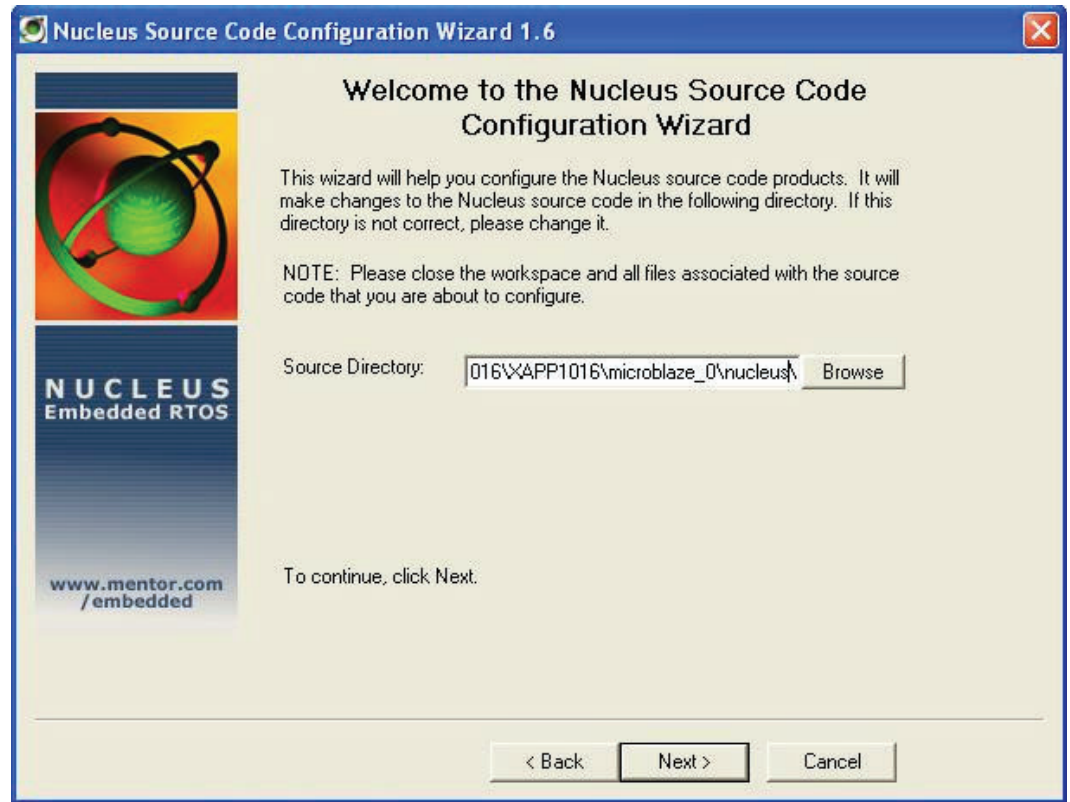 Nucleus Source Code Configuration Wizard 1.6
Welcome to the Nucleus Source Code
Configuration Wizard
This wizard will help you configure the Nucleus source code products. It will
make changes to the Nucleus source code in the following directory. If this
directory is not correct, please change it.
NOTE: Please close the workspace and all files associated with the source
code that you are about to configure.
Source Directory: 016\XAPP1016\microblaze_0\nucleus\ Browse
NUCLEUS
Embedded RTOS
www.mentor.com
/embedded
To continue, click Next.
< Back Next > Cancel